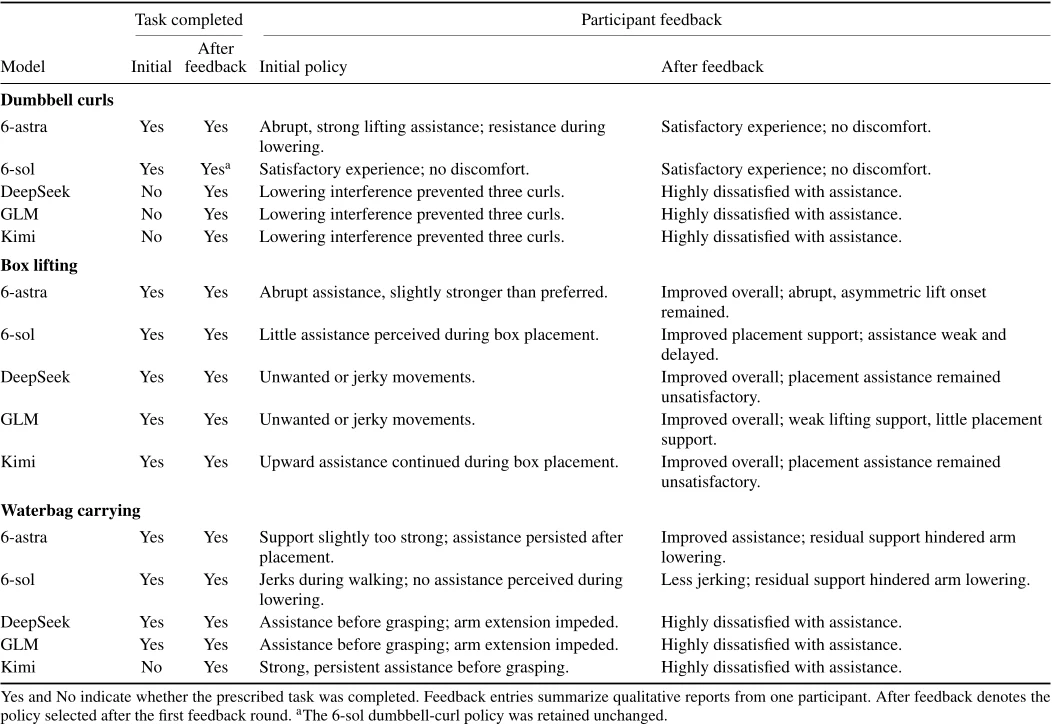 Task completed Participant feedback
After
Model Initial feedback Initial policy After feedback
Dumbbell curls
6-astra Yes Yes Abrupt, strong lifting assistance; resistance during Satisfactory experience; no discomfort.
lowering.
6-sol Yes Yesᵃ Satisfactory experience; no discomfort. Satisfactory experience; no discomfort.
DeepSeek No Yes Lowering interference prevented three curls. Highly dissatisfied with assistance.
GLM No Yes Lowering interference prevented three curls. Highly dissatisfied with assistance.
Kimi No Yes Lowering interference prevented three curls. Highly dissatisfied with assistance.
Box lifting
6-astra Yes Yes Abrupt assistance, slightly stronger than preferred. Improved overall; abrupt, asymmetric lift onset
remained.
6-sol Yes Yes Little assistance perceived during box placement. Improved placement support; assistance weak and
delayed.
DeepSeek Yes Yes Unwanted or jerky movements. Improved overall; placement assistance remained
unsatisfactory.
GLM Yes Yes Unwanted or jerky movements. Improved overall; weak lifting support, little placement
support.
Kimi Yes Yes Upward assistance continued during box placement. Improved overall; placement assistance remained
unsatisfactory.
Waterbag carrying
6-astra Yes Yes Support slightly too strong; assistance persisted after Improved assistance; residual support hindered arm
placement. lowering.
6-sol Yes Yes Jerks during walking; no assistance perceived during Less jerking; residual support hindered arm lowering.
lowering.
DeepSeek Yes Yes Assistance before grasping; arm extension impeded. Highly dissatisfied with assistance.
GLM Yes Yes Assistance before grasping; arm extension impeded. Highly dissatisfied with assistance.
Kimi No Yes Strong, persistent assistance before grasping. Highly dissatisfied with assistance.
Yes and No indicate whether the prescribed task was completed. Feedback entries summarize qualitative reports from one participant. After feedback denotes the
policy selected after the first feedback round. ᵃThe 6-sol dumbbell-curl policy was retained unchanged.